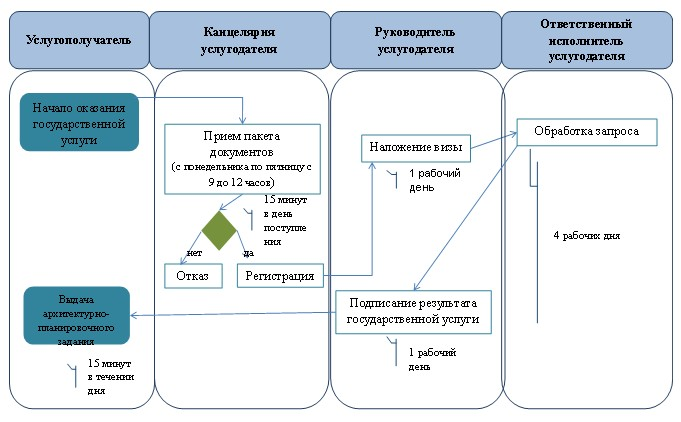 Услугополучатель
Канцелярия
услугодателя
Руководитель
услугодателя
Ответственный
исполнитель
услугодателя
Начало оказания
государственной
услуги
Прием пакета
документов
(с понедельника по пятницу с
9 до 12 часов)
Наложение визы
Обработка запроса
1 рабочий
день
15 минут
в день
поступле
ния
4 рабочих дня
нет
да
Отказ
Регистрация
Выдача
архитектурно-
планировочного
задания
Подписание результата
государственной услуги
15 минут
в течении
дня
1 рабочий
день